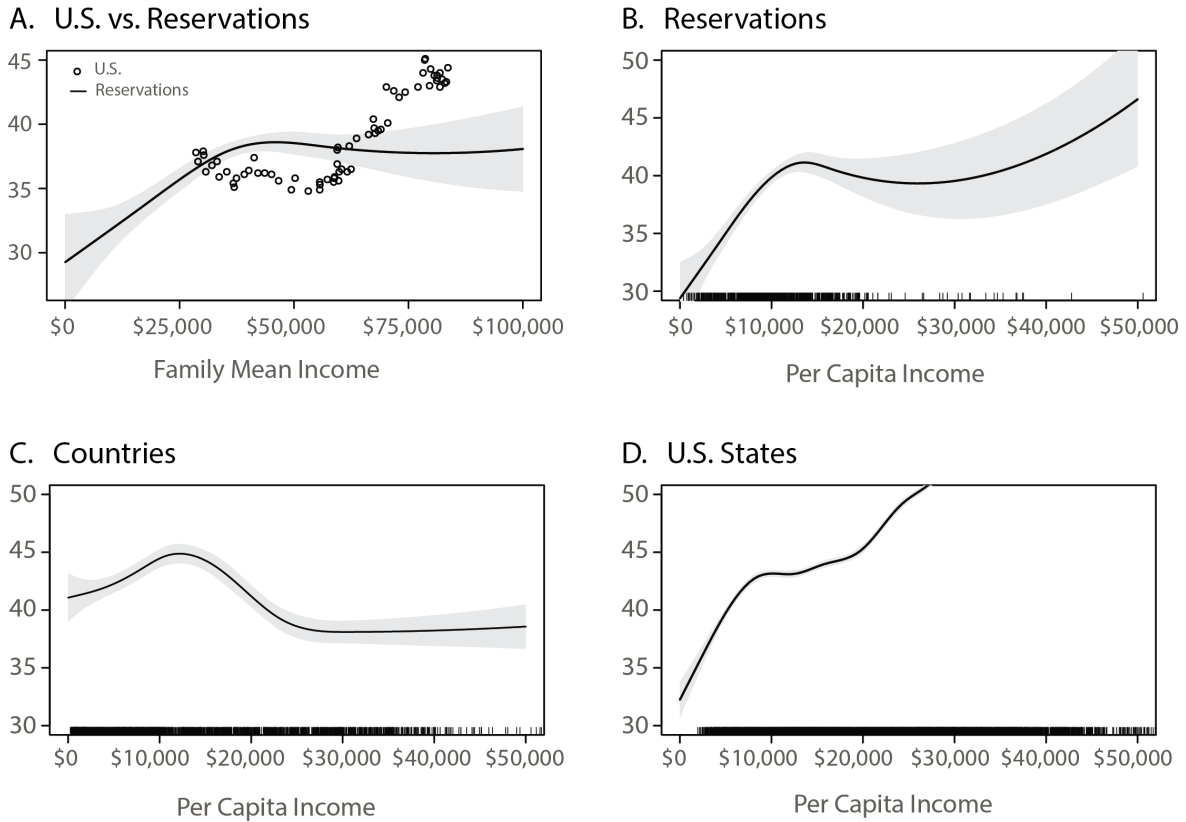 A. U.S. vs. Reservations
45
40
35
30
U.S.
Reservations
$0 $25,000 $50,000 $75,000 $100,000
Family Mean Income
B. Reservations
50
45
40
35
30
$0 $10,000 $20,000 $30,000 $40,000 $50,000
Per Capita Income
C. Countries
50
45
40
35
30
$0 $10,000 $20,000 $30,000 $40,000 $50,000
Per Capita Income
D. U.S. States
50
45
40
35
30
$0 $10,000 $20,000 $30,000 $40,000 $50,000
Per Capita Income